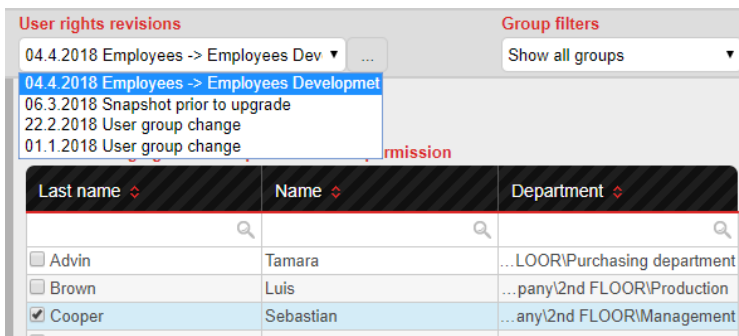 User rights revisions
Group filters
04.4.2018 Employees -> Employees Dev
...
Show all groups
04.4.2018 Employees -> Employees Developmet
06.3.2018 Snapshot prior to upgrade
22.2.2018 User group change
01.1.2018 User group change
rmission
Last name
Name
Department
Advin
Tamara
...LOOR\Purchasing department
Brown
Luis
...pany\2nd FLOOR\Production
Cooper
Sebastian
...any\2nd FLOOR\Management